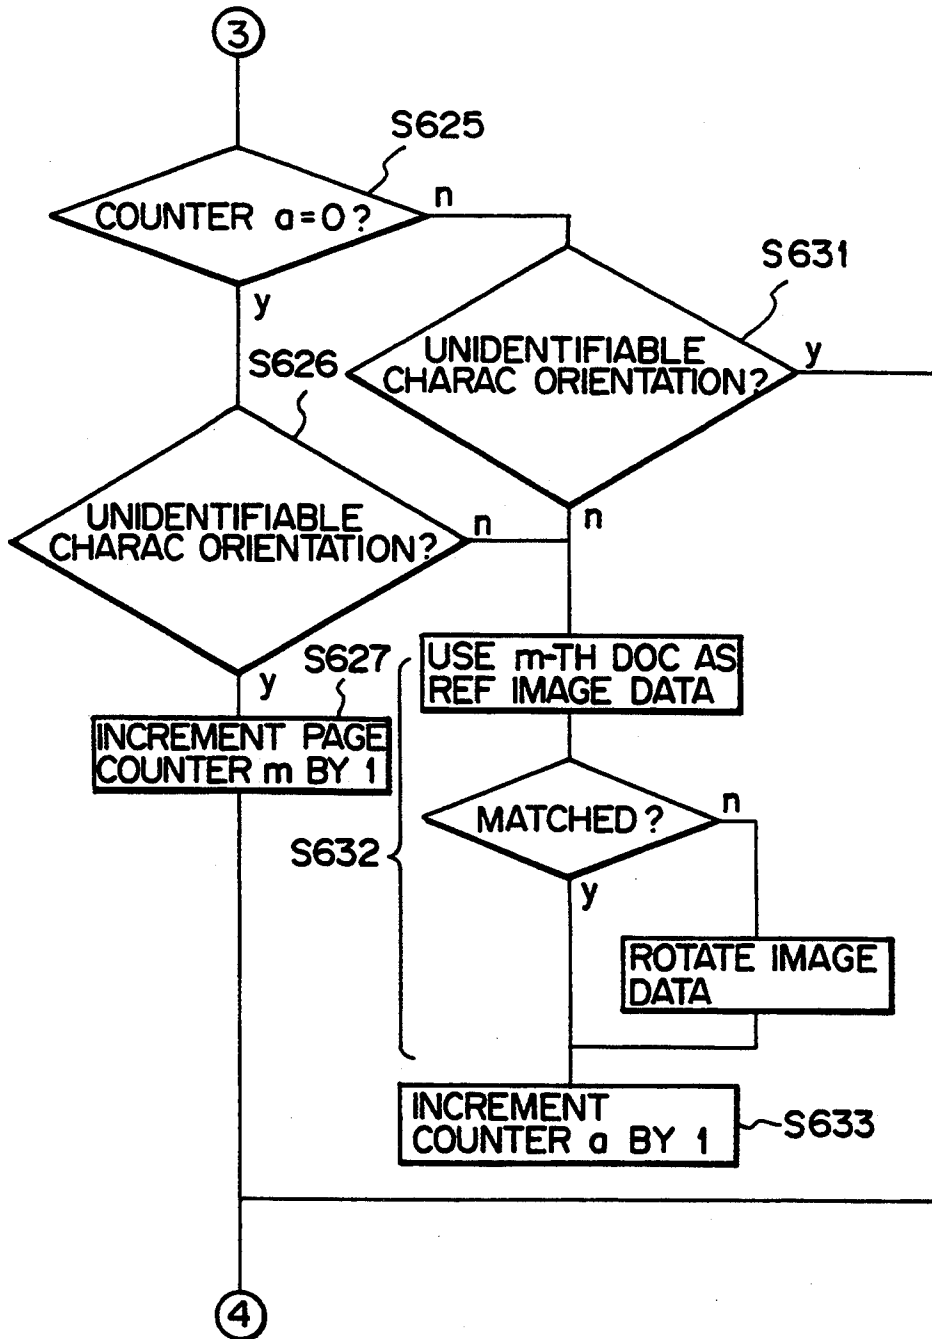 3
S625
COUNTER a=0?
n
y
S631
UNIDENTIFIABLE
CHARAC ORIENTATION?
y
n
S626
UNIDENTIFIABLE
CHARAC ORIENTATION?
n
y
S627
INCREMENT PAGE
COUNTER m BY 1
USE m-TH DOC AS
REF IMAGE DATA
S632
MATCHED?
n
y
ROTATE IMAGE
DATA
INCREMENT
COUNTER a BY 1
S633
4